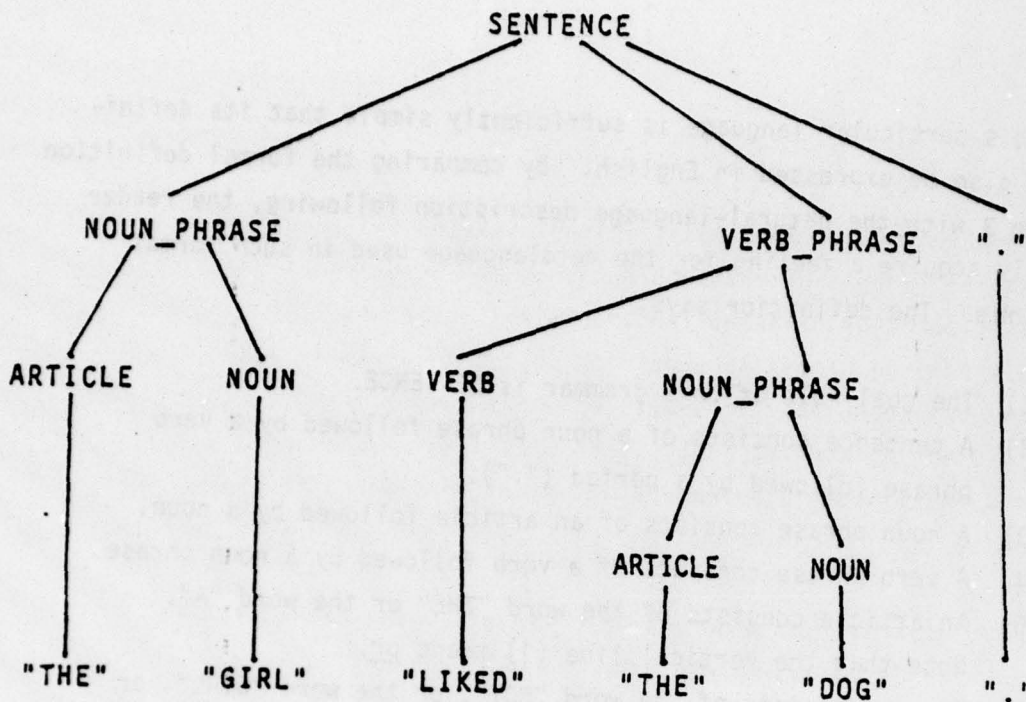 SENTENCE
NOUN_PHRASE VERB_PHRASE "."
ARTICLE NOUN VERB NOUN_PHRASE
ARTICLE NOUN
"THE" "GIRL" "LIKED" "THE" "DOG" "."